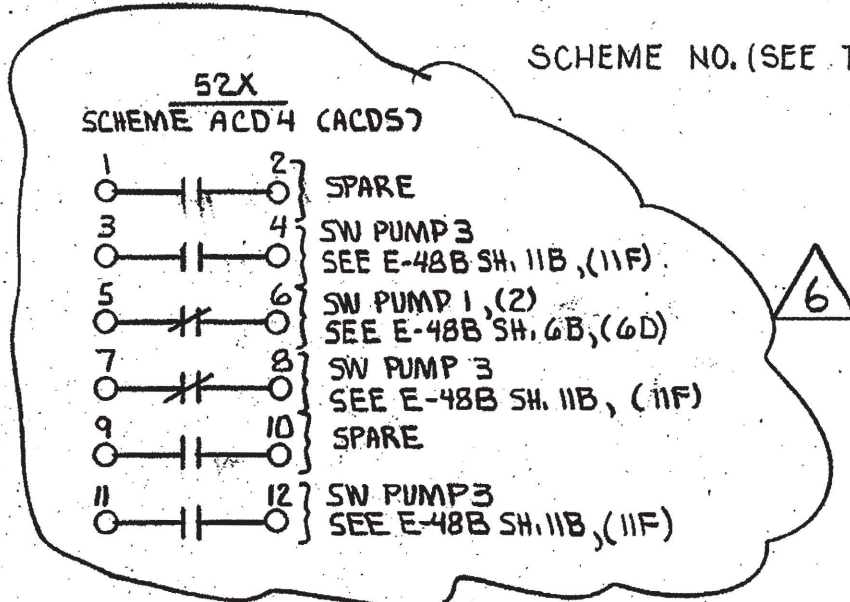 SCHEME NO. (SEE T
52X
SCHEME ACD4 (ACD5)
1 2 SPARE
3 4 SW PUMP 3
SEE E-48B SH. 11B, (11F)
5 6 SW PUMP 1, (2)
SEE E-48B SH. 6B, (6D)
7 8 SW PUMP 3
SEE E-48B SH. 11B, (11F)
9 10 SPARE
11 12 SW PUMP 3
SEE E-48B SH. 11B, (11F)
6